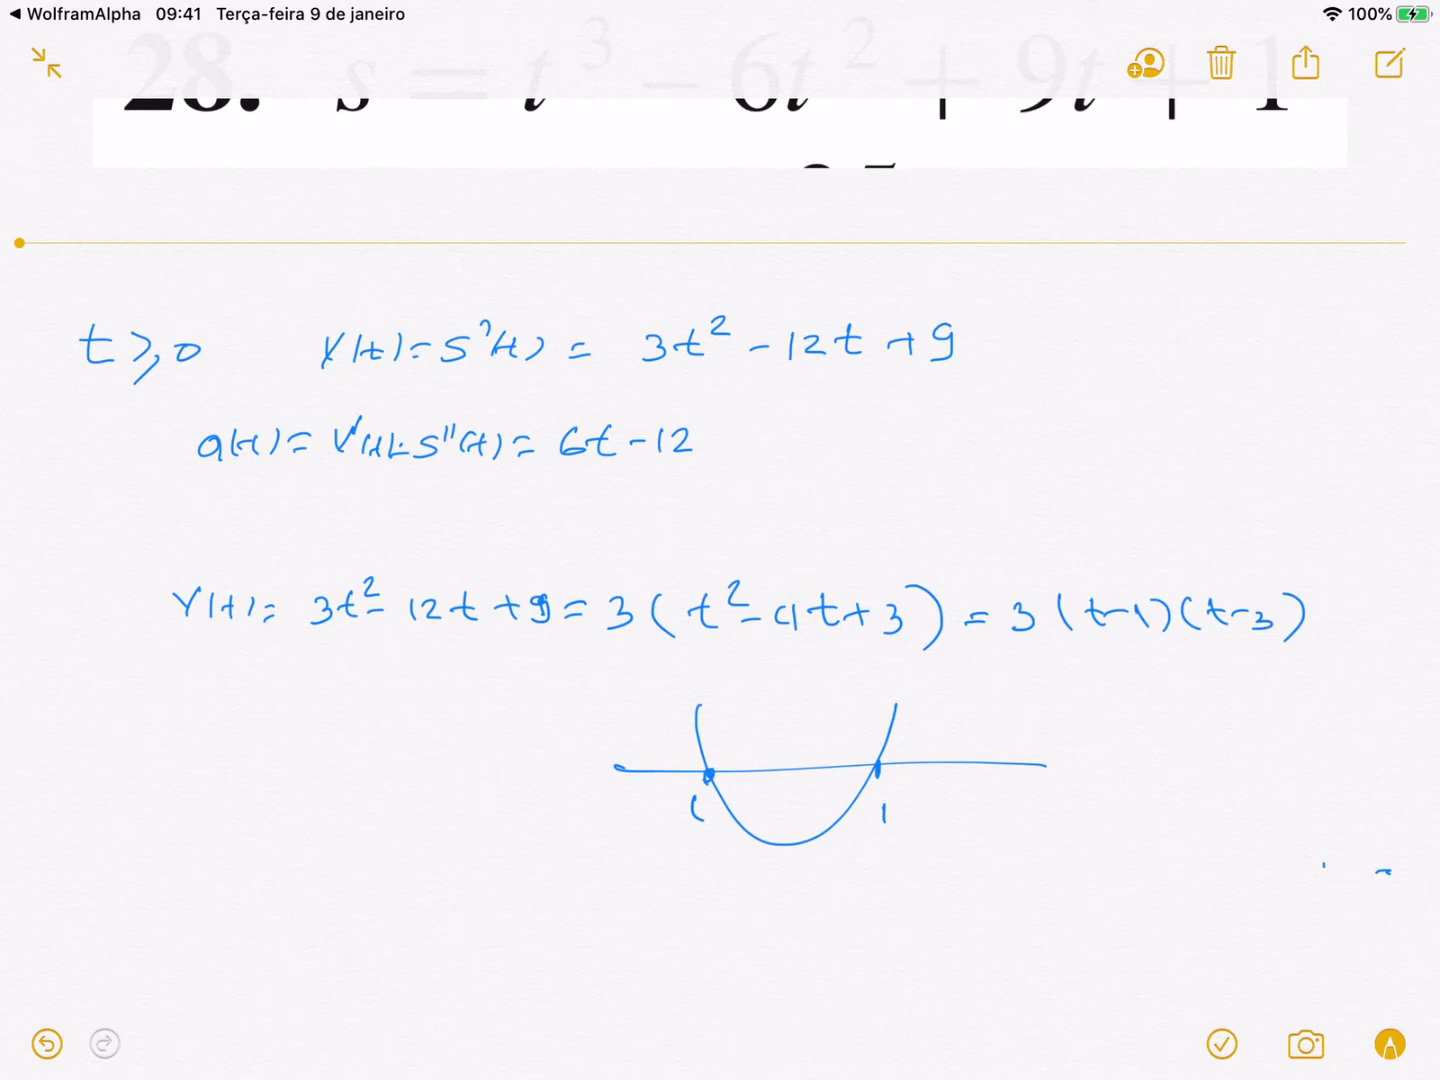 WolframAlpha 09:41 Terça-feira 9 de janeiro 100%
28. s = t³ − 6t² + 9t + 1
t ⩾ 0 v(t) = s'(t) = 3t² − 12t + 9
a(t) = v'(t) = s''(t) = 6t − 12
v(t) = 3t² − 12t + 9 = 3(t² − 4t + 3) = 3(t−1)(t−3)